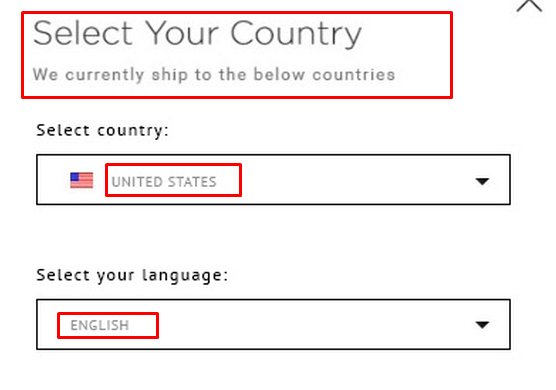 Select Your Country
We currently ship to the below countries
Select country:
UNITED STATES
Select your language:
ENGLISH